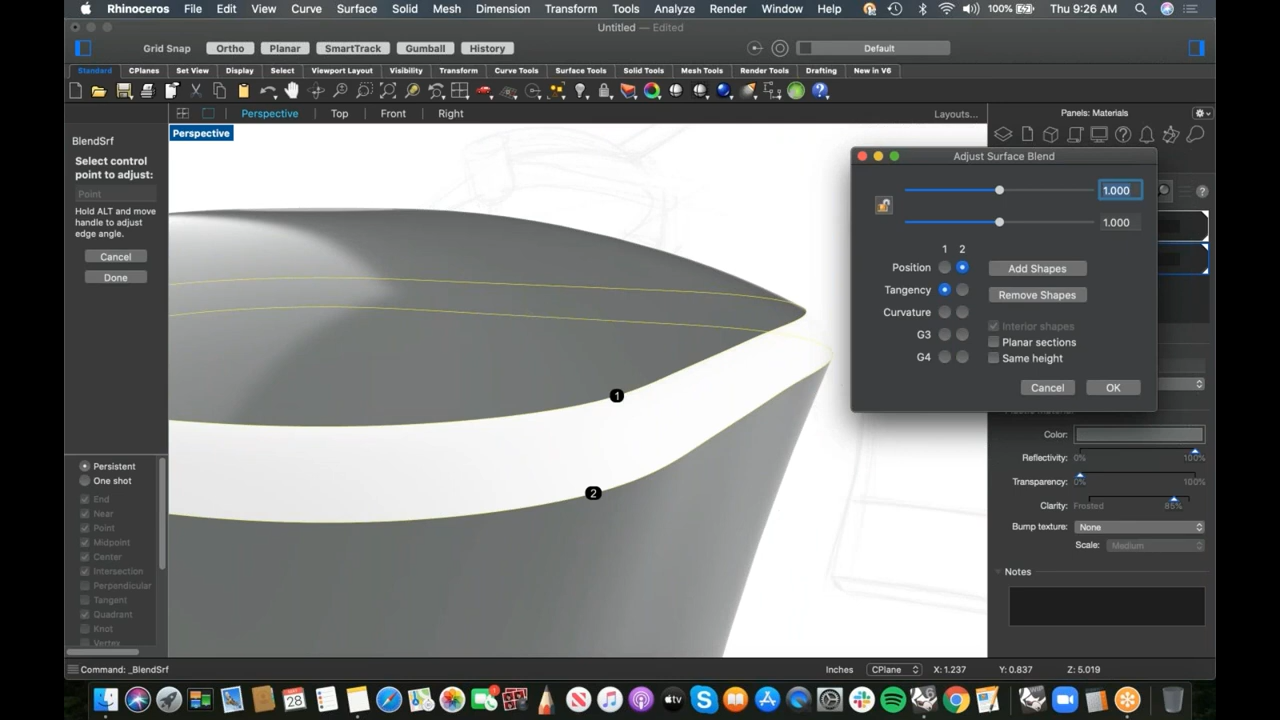 Rhinoceros File Edit View Curve Surface Solid Mesh Dimension Transform Tools Analyze Render Window Help 100% Thu 9:26 AM
Untitled — Edited
Grid Snap Ortho Planar SmartTrack Gumball History Default
Standard CPlanes Set View Display Select Viewport Layout Visibility Transform Curve Tools Surface Tools Solid Tools Mesh Tools Render Tools Drafting New in V6
Perspective Top Front Right Layouts... Panels: Materials
Perspective
BlendSrf
Select control
point to adjust:
Point
Hold ALT and move
handle to adjust
edge angle.
Cancel
Done
Adjust Surface Blend
1.000
1.000
1 2
Position Add Shapes
Tangency Remove Shapes
Curvature
Interior shapes
G3 Planar sections
G4 Same height
Cancel OK
1
2
Color:
Reflectivity: 0% 100%
Transparency: 0% 100%
Clarity: Frosted 85%
Bump texture: None
Scale: Medium
Notes
Persistent
One shot
End
Near
Point
Midpoint
Center
Intersection
Perpendicular
Tangent
Quadrant
Knot
Vertex
Command: _BlendSrf Inches CPlane X: 1.237 Y: 0.837 Z: 5.019